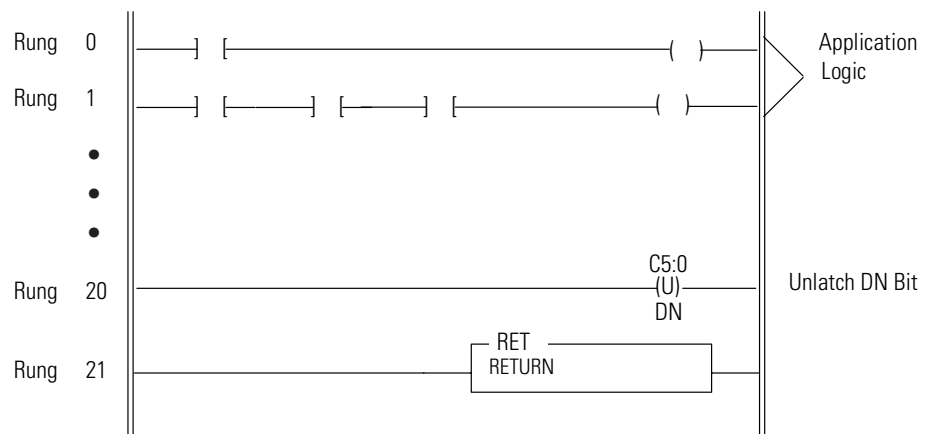 Rung 0
Application
Logic
Rung 1
C5:0
Rung 20
(U)
Unlatch DN Bit
DN
RET
Rung 21
RETURN